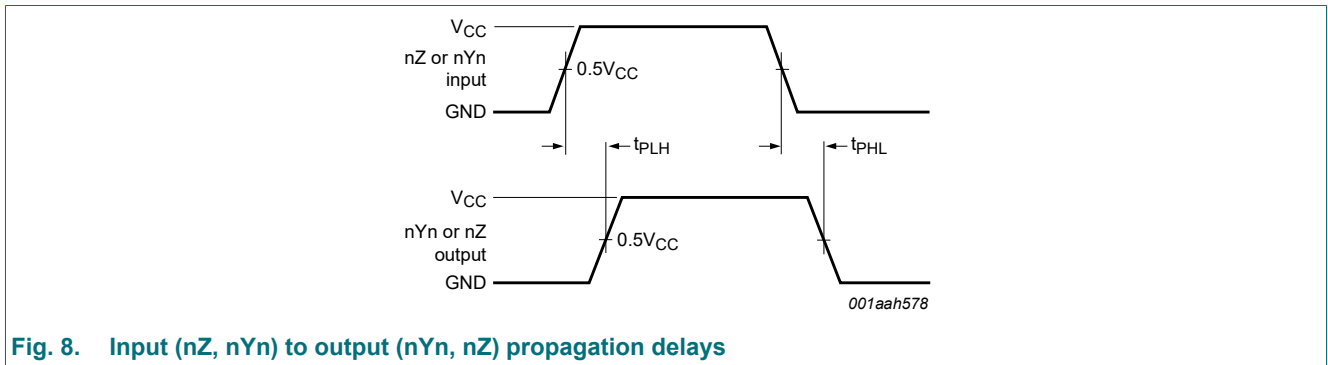 VCC
nZ or nYn
input
0.5VCC
GND
tPLH
tPHL
VCC
nYn or nZ
output
0.5VCC
GND
001aah578
Fig. 8. Input (nZ, nYn) to output (nYn, nZ) propagation delays